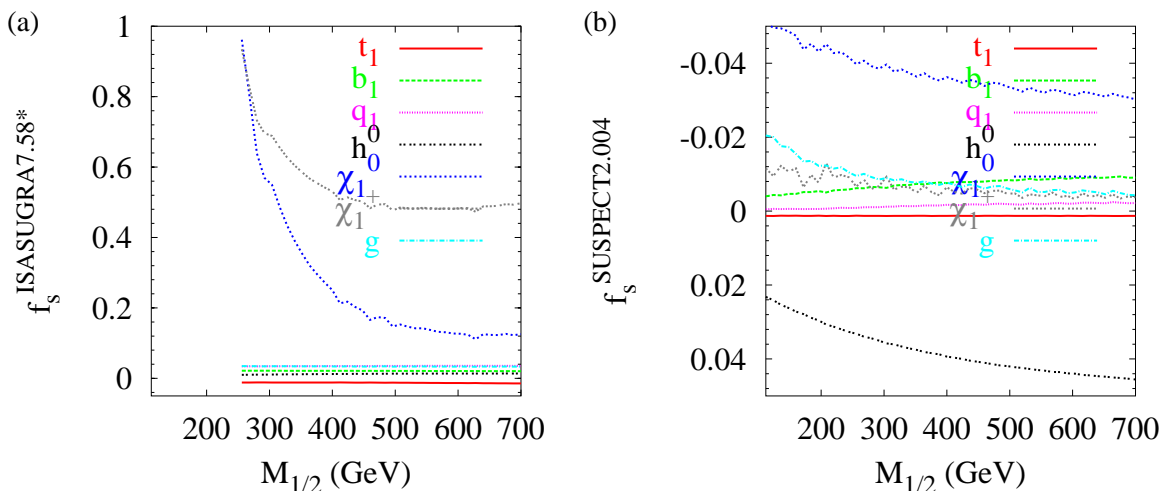 (a)
f_s^ISASUGRA7.58*
1
0.8
0.6
0.4
0.2
0
200 300 400 500 600 700
M_1/2 (GeV)
t_1
b_1
q_1
h^0
χ_1^0
χ_1^+
g
(b)
f_s^SUSPECT2.004
-0.04
-0.02
0
0.02
0.04
200 300 400 500 600 700
M_1/2 (GeV)
t_1
b_1
q_1
h^0
χ_1^0
χ_1^+
g